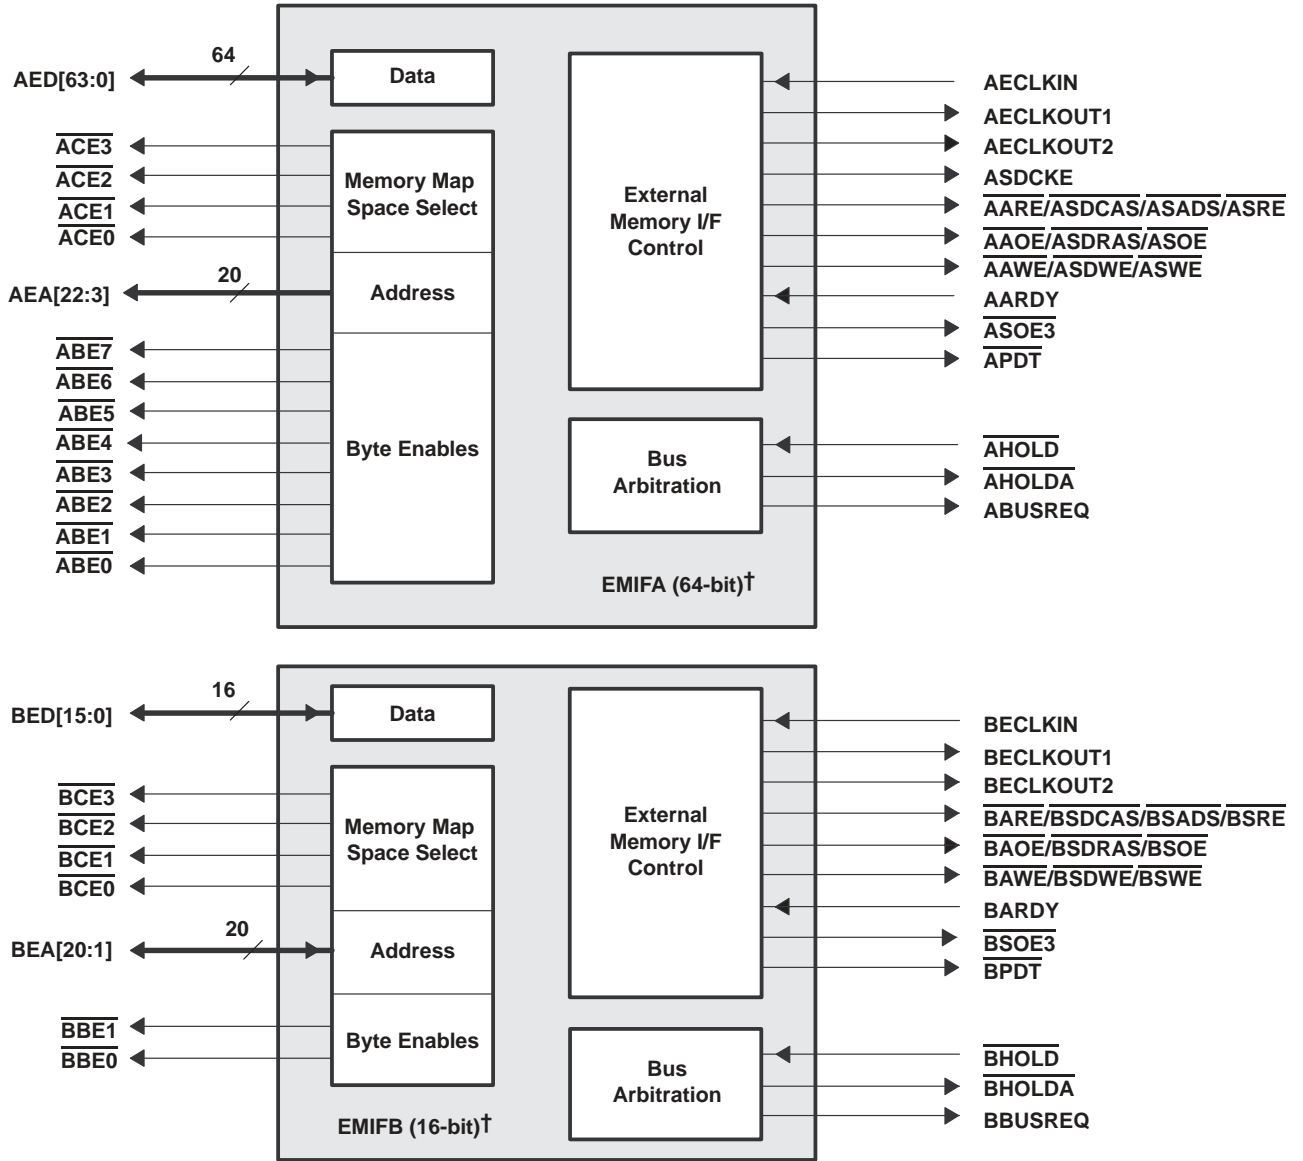 64
AED[63:0]
Data
ACE3
ACE2
ACE1
ACE0
Memory Map
Space Select
20
AEA[22:3]
Address
ABE7
ABE6
ABE5
ABE4
ABE3
ABE2
ABE1
ABE0
Byte Enables
External
Memory I/F
Control
AECLKIN
AECLKOUT1
AECLKOUT2
ASDCKE
AARE/ASDCAS/ASADS/ASRE
AAOE/ASDRAS/ASOE
AAWE/ASDWE/ASWE
AARDY
ASOE3
APDT
Bus
Arbitration
AHOLD
AHOLDA
ABUSREQ
EMIFA (64-bit)†
16
BED[15:0]
Data
BCE3
BCE2
BCE1
BCE0
Memory Map
Space Select
20
BEA[20:1]
Address
BBE1
BBE0
Byte Enables
External
Memory I/F
Control
BECLKIN
BECLKOUT1
BECLKOUT2
BARE/BSDCAS/BSADS/BSRE
BAOE/BSDRAS/BSOE
BAWE/BSDWE/BSWE
BARDY
BSOE3
BPDT
Bus
Arbitration
BHOLD
BHOLDA
BBUSREQ
EMIFB (16-bit)†